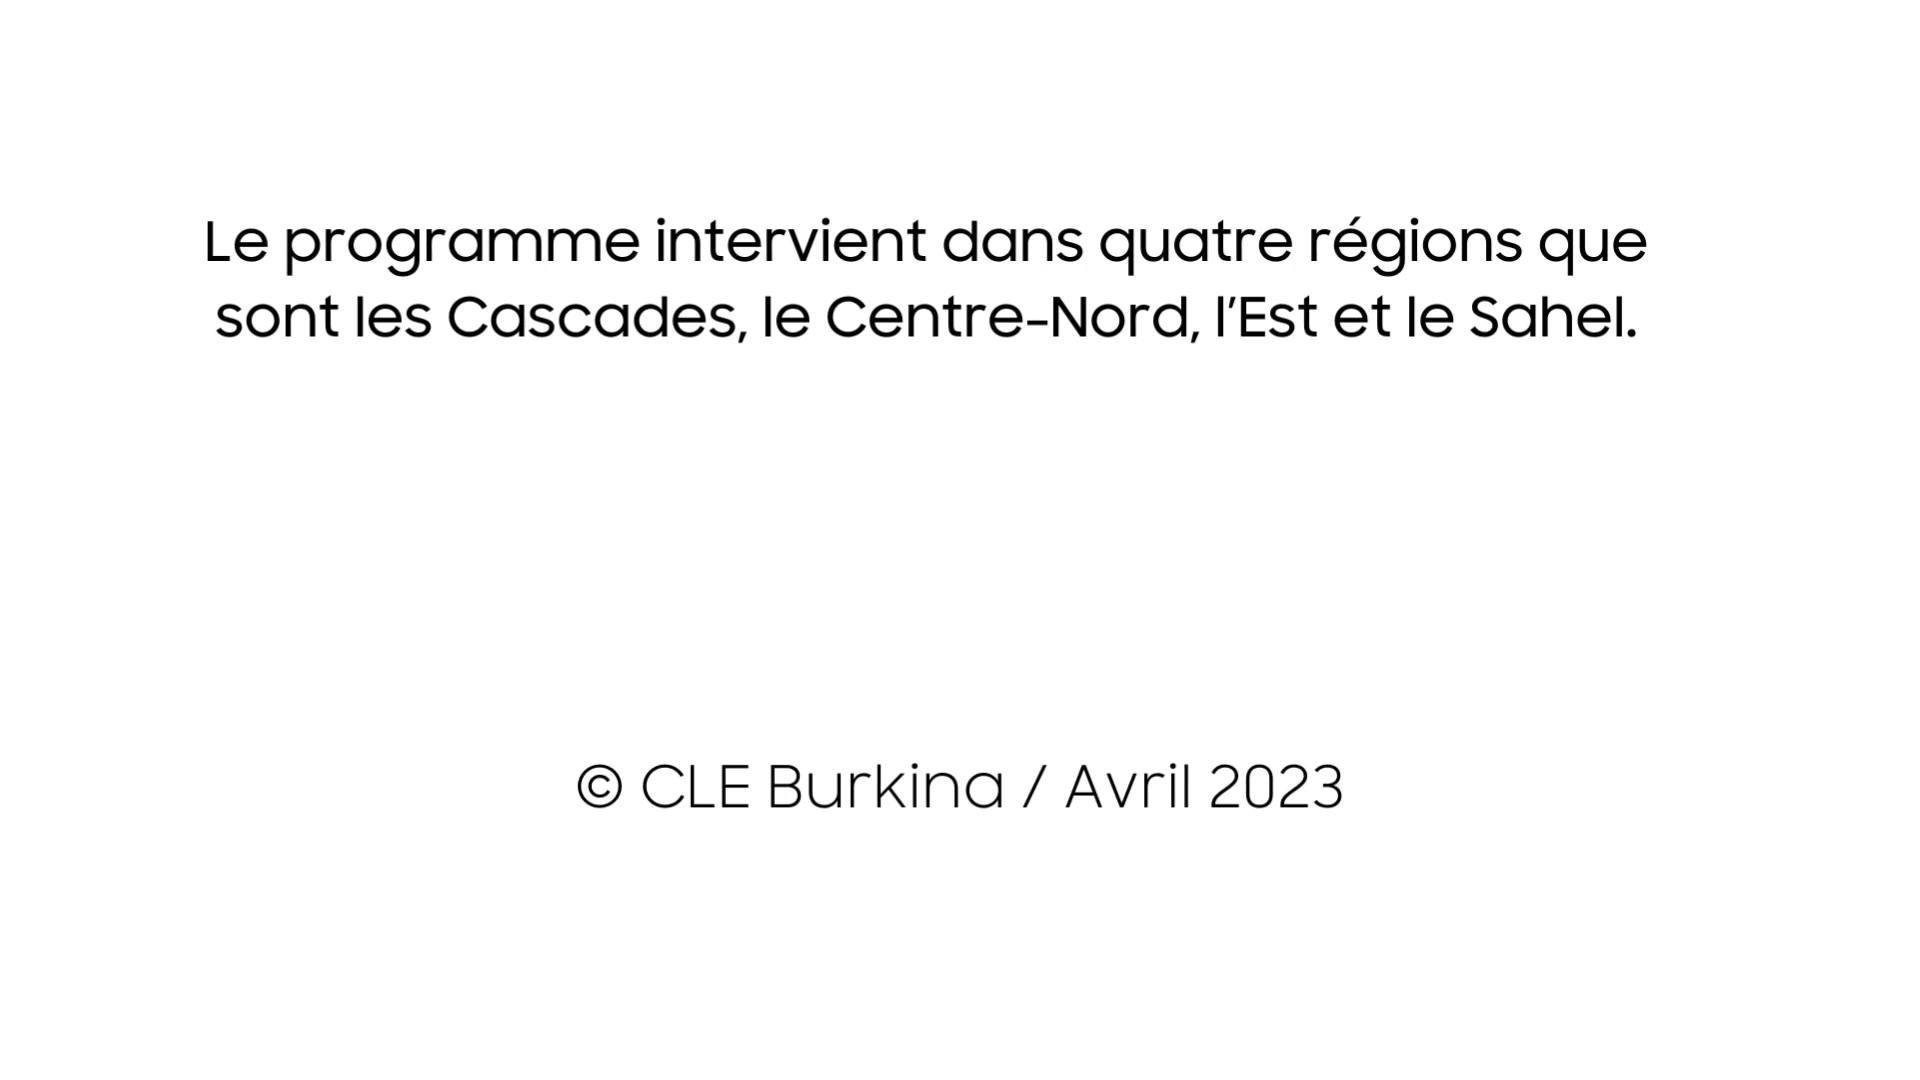 Le programme intervient dans quatre régions que
sont les Cascades, le Centre-Nord, l'Est et le Sahel.
© CLE Burkina / Avril 2023